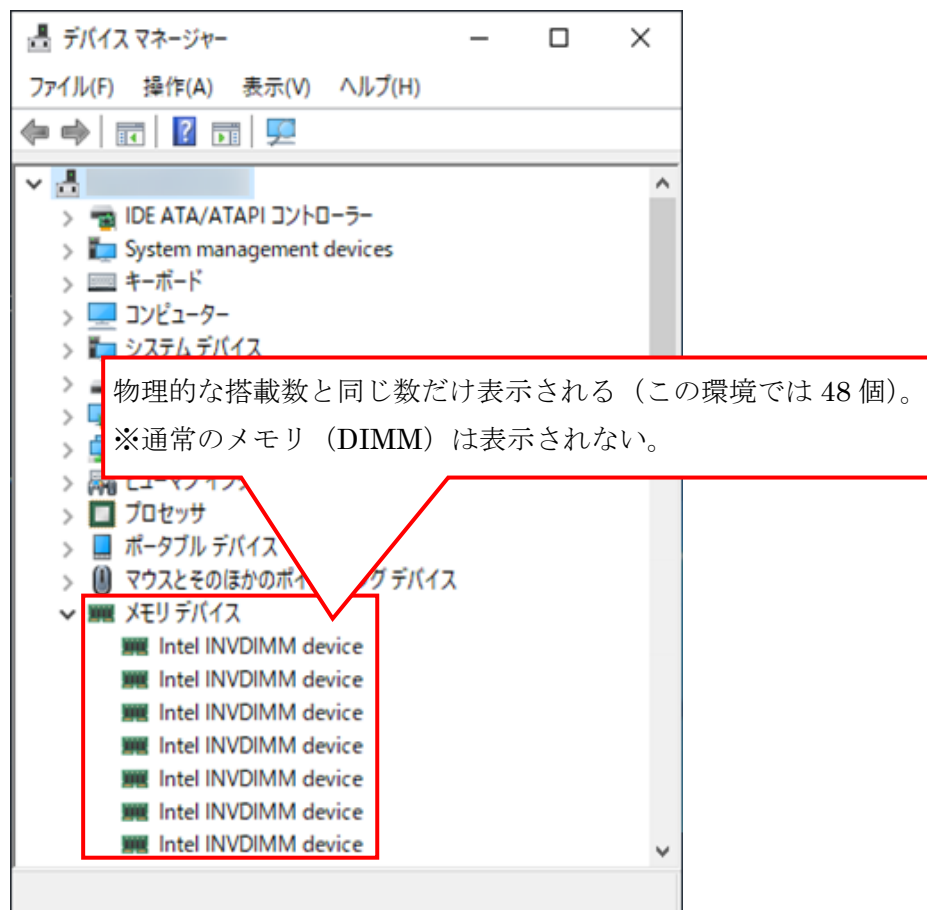 デバイス マネージャー
ファイル(F) 操作(A) 表示(V) ヘルプ(H)
IDE ATA/ATAPI コントローラー
System management devices
キーボード
コンピューター
システム デバイス
物理的な搭載数と同じ数だけ表示される（この環境では 48 個）。
※通常のメモリ（DIMM）は表示されない。
プロセッサ
ポータブル デバイス
マウスとそのほかのポイ グ デバイス
メモリ デバイス
Intel INVDIMM device
Intel INVDIMM device
Intel INVDIMM device
Intel INVDIMM device
Intel INVDIMM device
Intel INVDIMM device
Intel INVDIMM device